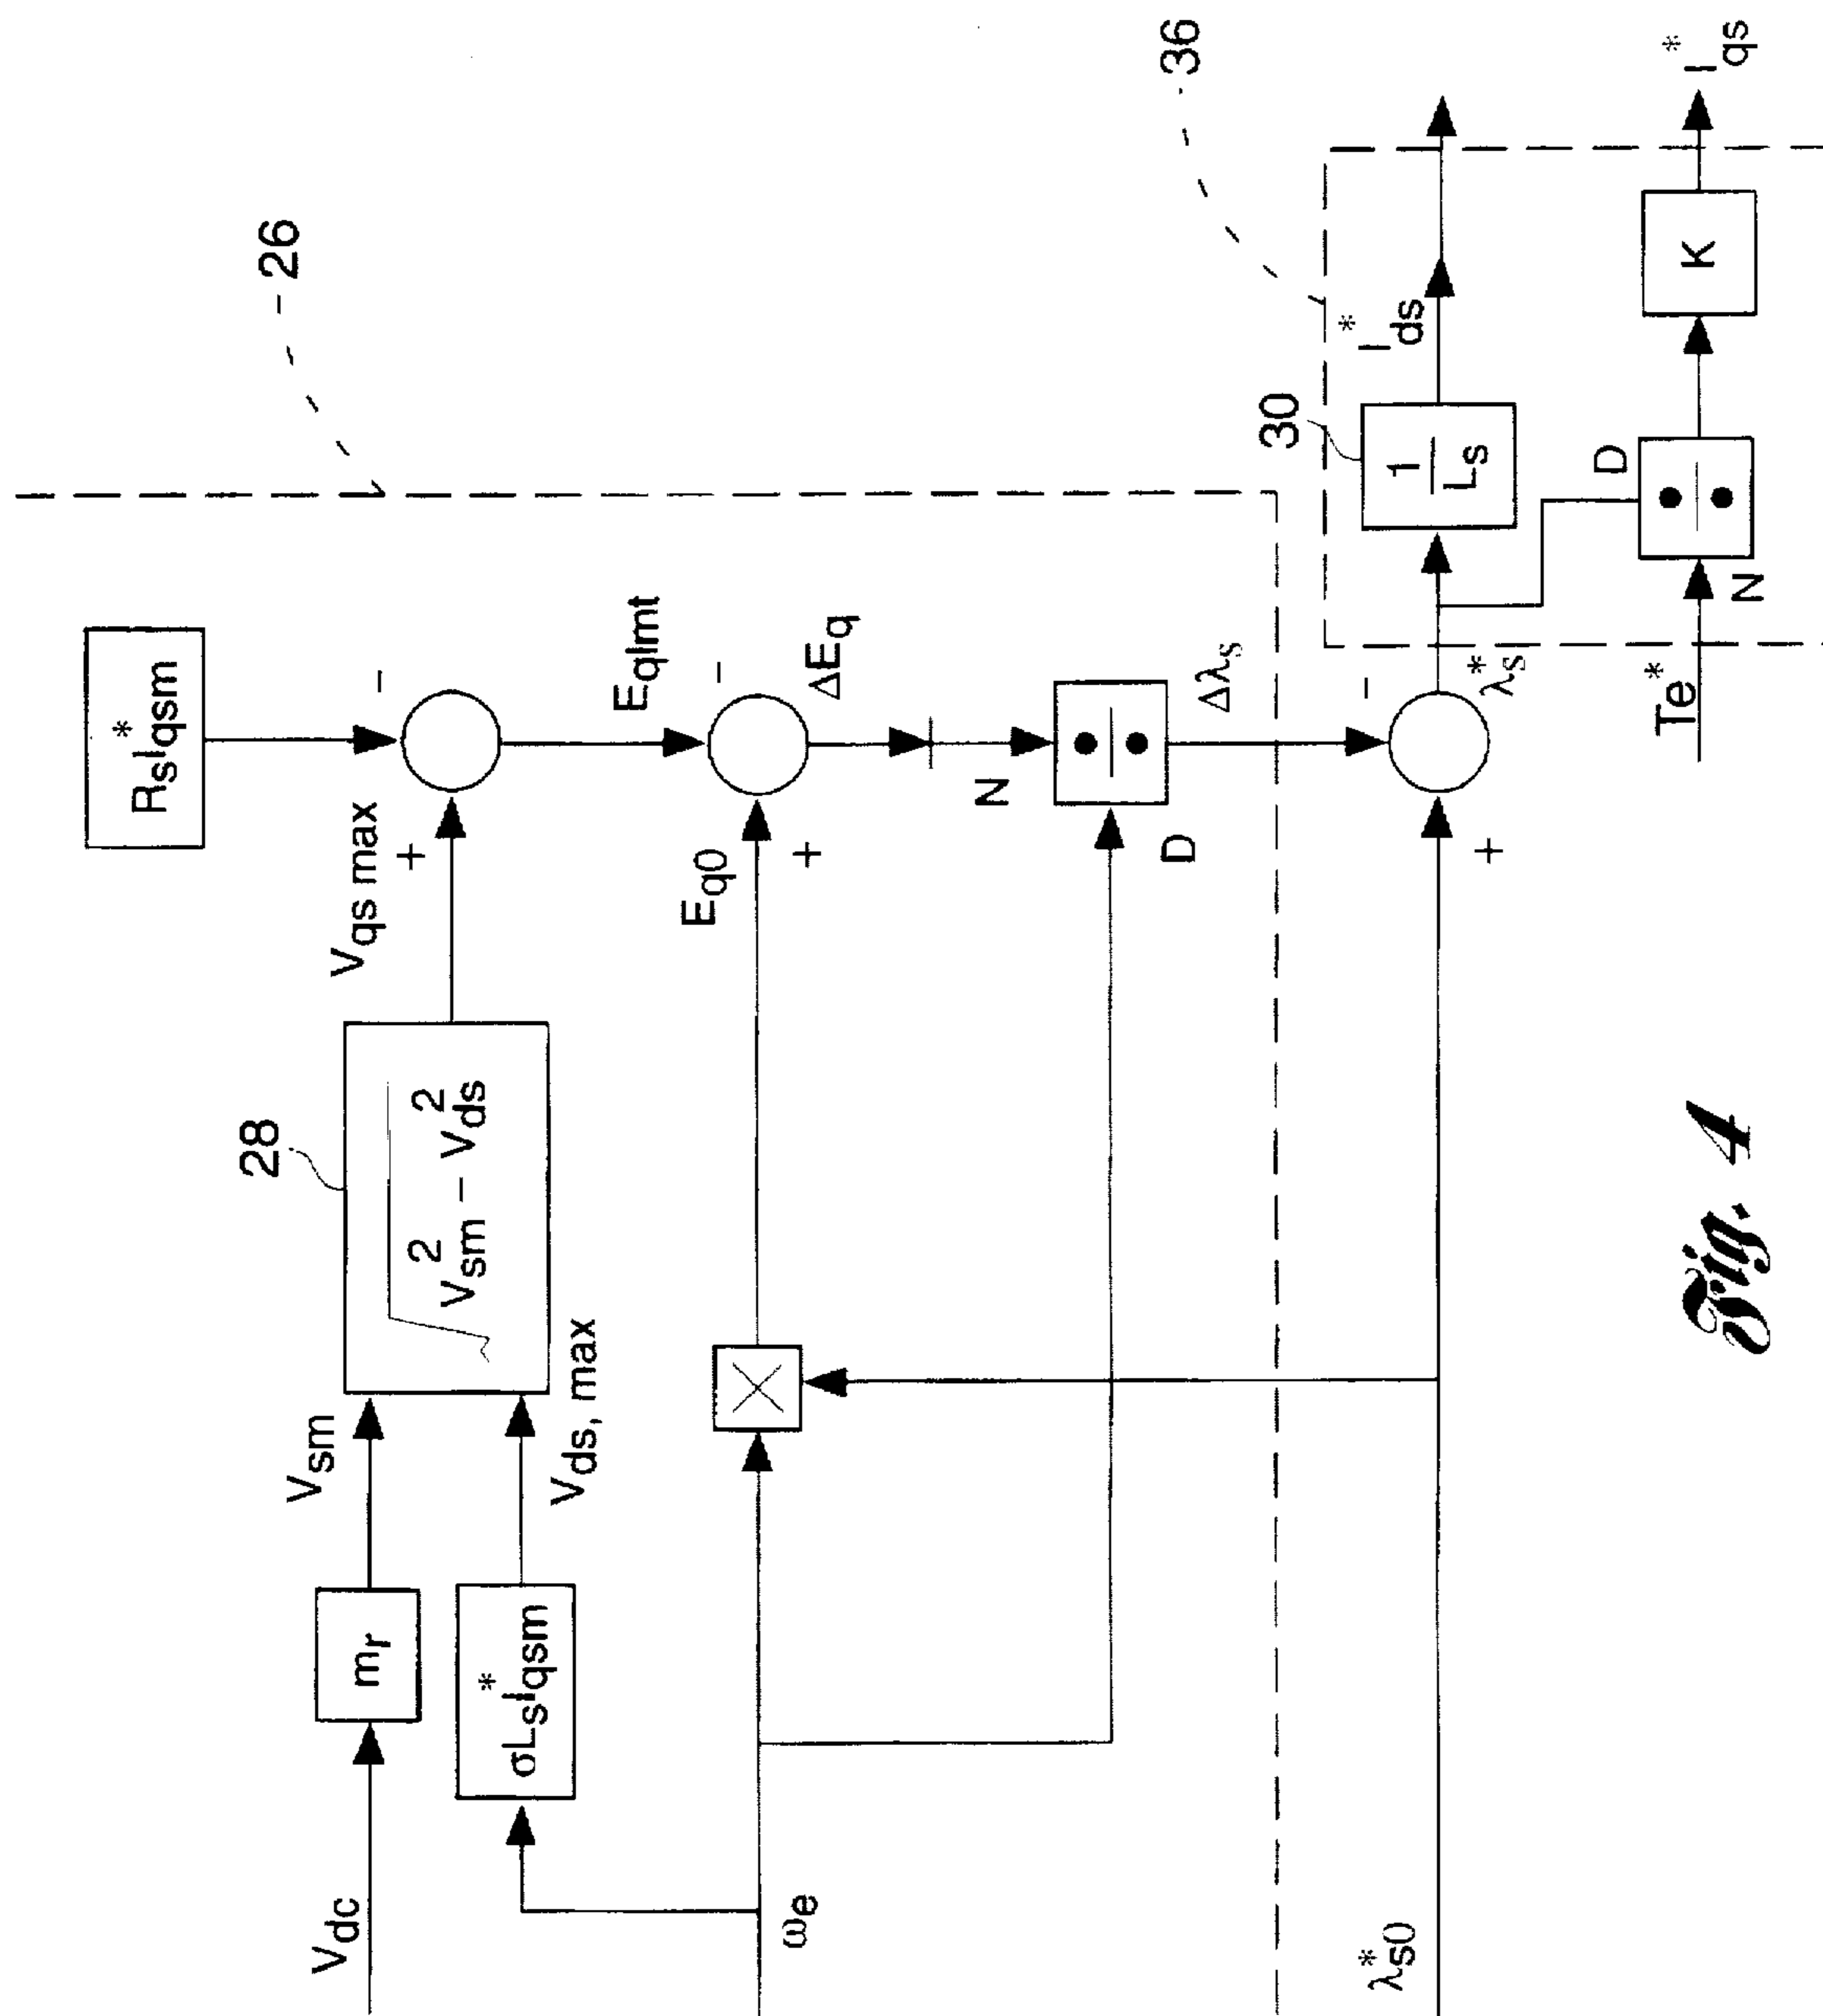 26
R_s I*_qsm
28
V_dc
m_r
V_sm
√V²_sm − V²_ds
V_qs max
+
−
σL_s I*_qsm
V_ds, max
E_qlmt
ω_e
×
E_q0
+
−
ΔE_q
N
÷
D
Δλ_s
36
λ*_s0
+
−
λ*_s
30
1/L_s
I*_ds
Te*
N
÷
D
K
I*_qs
Fig. 4